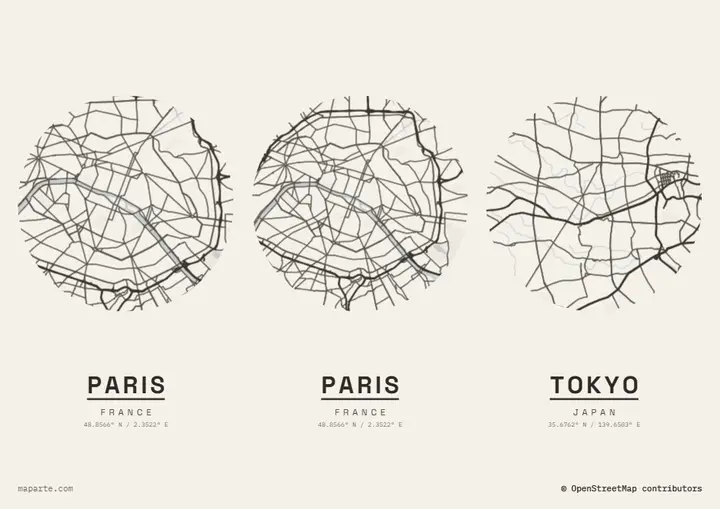 PARIS
FRANCE
48.8566° N / 2.3522° E
PARIS
FRANCE
48.8566° N / 2.3522° E
TOKYO
JAPAN
35.6762° N / 139.6503° E
maparte.com
© OpenStreetMap contributors